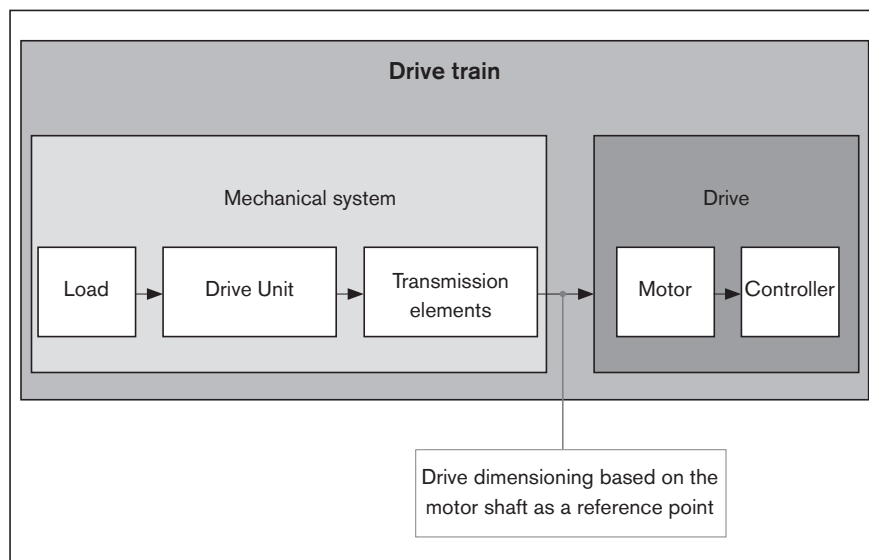 Drive train
Mechanical system
Drive
Load
Drive Unit
Transmission
elements
Motor
Controller
Drive dimensioning based on the
motor shaft as a reference point